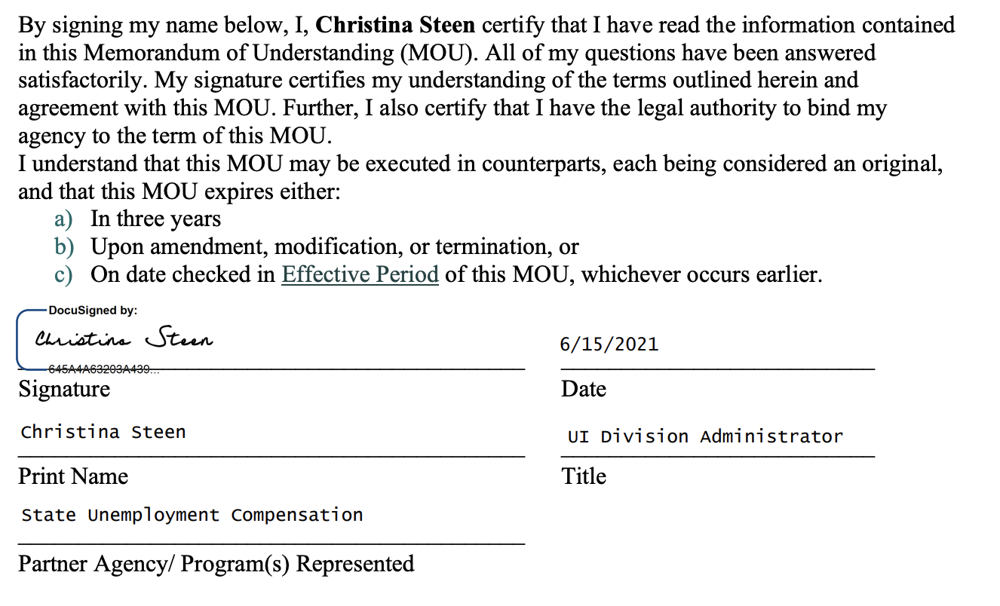 By signing my name below, I, Christina Steen certify that I have read the information contained
in this Memorandum of Understanding (MOU). All of my questions have been answered
satisfactorily. My signature certifies my understanding of the terms outlined herein and
agreement with this MOU. Further, I also certify that I have the legal authority to bind my
agency to the term of this MOU.
I understand that this MOU may be executed in counterparts, each being considered an original,
and that this MOU expires either:
a) In three years
b) Upon amendment, modification, or termination, or
c) On date checked in Effective Period of this MOU, whichever occurs earlier.
DocuSigned by:
Christina Steen
6/15/2021
645A4A63203A439...
Signature
Date
Christina Steen
UI Division Administrator
Print Name
Title
State Unemployment Compensation
Partner Agency/ Program(s) Represented